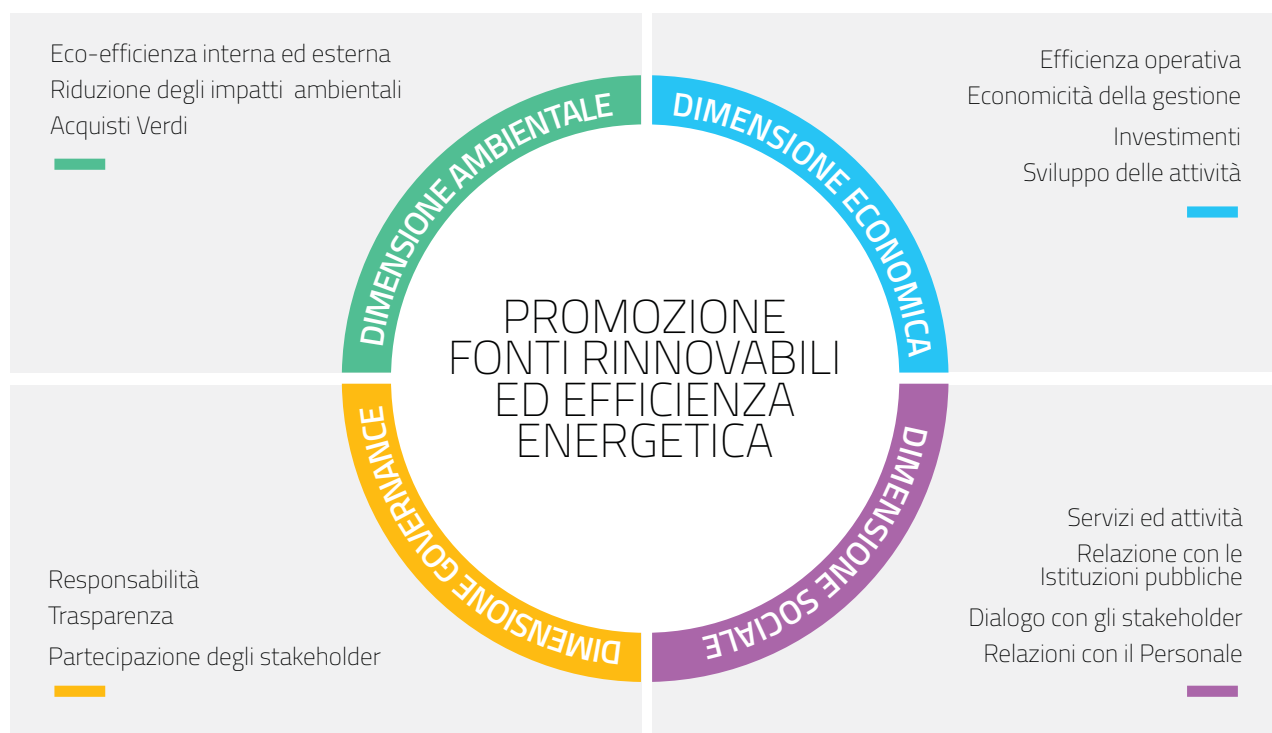 Eco-efficienza interna ed esterna
Riduzione degli impatti ambientali
Acquisti Verdi
DIMENSIONE AMBIENTALE
DIMENSIONE ECONOMICA
Efficienza operativa
Economicità della gestione
Investimenti
Sviluppo delle attività
PROMOZIONE
FONTI RINNOVABILI
ED EFFICIENZA
ENERGETICA
Responsabilità
Trasparenza
Partecipazione degli stakeholder
DIMENSIONE GOVERNANCE
DIMENSIONE SOCIALE
Servizi ed attività
Relazione con le
Istituzioni pubbliche
Dialogo con gli stakeholder
Relazioni con il Personale